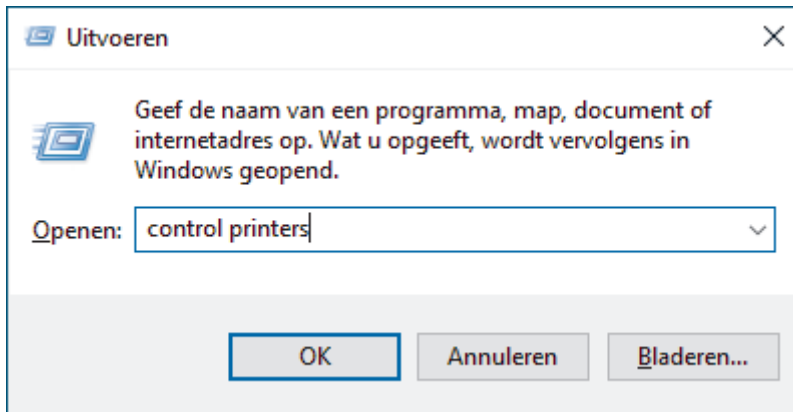 Uitvoeren
Geef de naam van een programma, map, document of
internetadres op. Wat u opgeeft, wordt vervolgens in
Windows geopend.
Openen: control printers
OK Annuleren Bladeren...